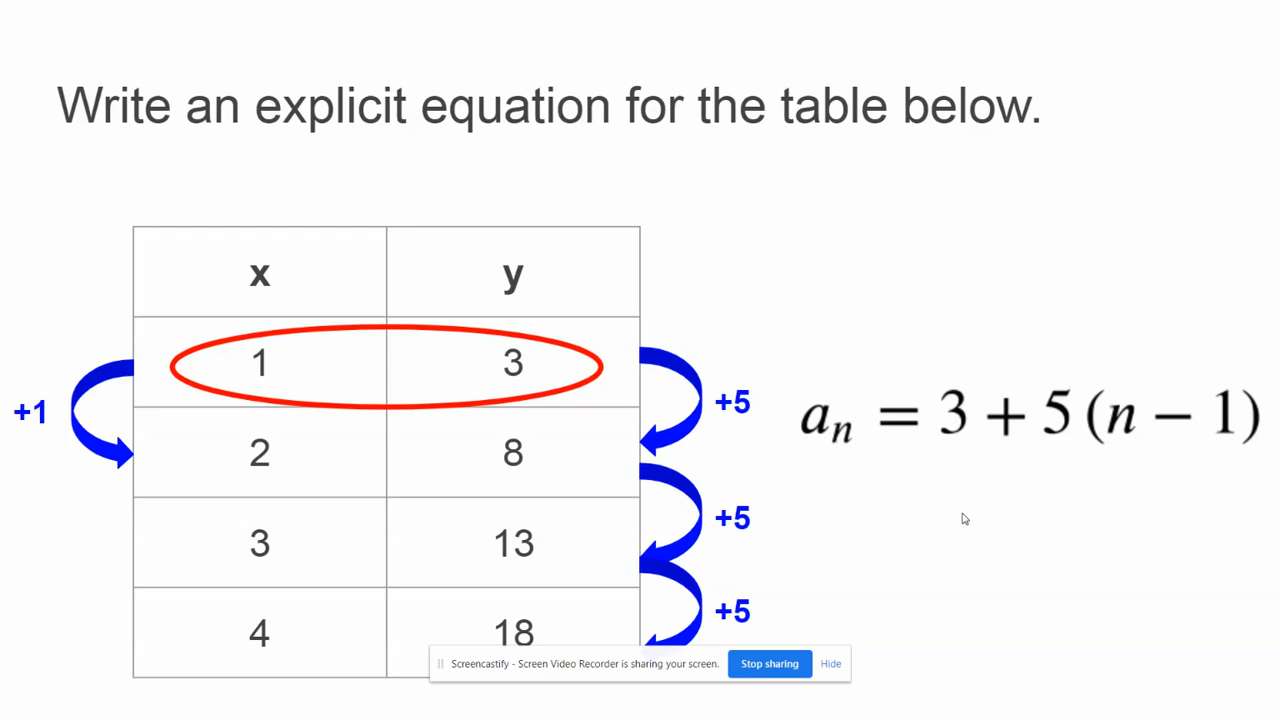 Write an explicit equation for the table below.
x y
1 3
+1 +5
2 8
+5
3 13
+5
4 18
aₙ = 3 + 5 (n − 1)
Screencastify - Screen Video Recorder is sharing your screen. Stop sharing Hide